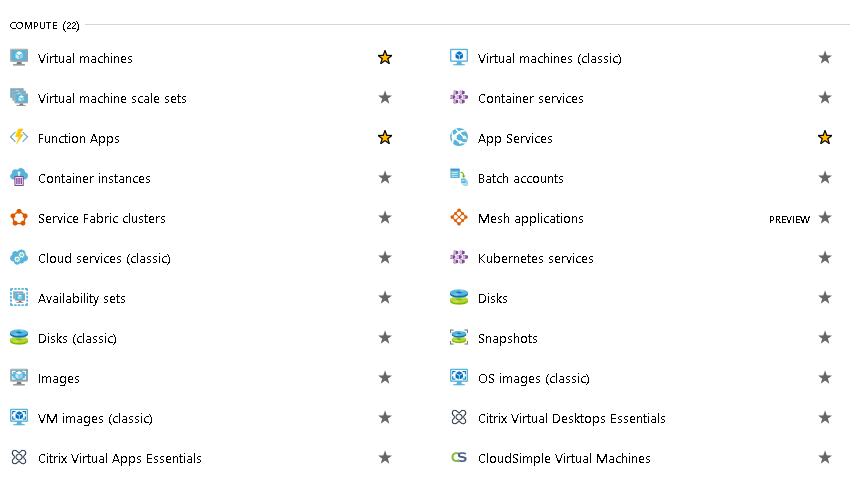 COMPUTE (22)
Virtual machines
Virtual machines (classic)
Virtual machine scale sets
Container services
Function Apps
App Services
Container instances
Batch accounts
Service Fabric clusters
Mesh applications PREVIEW
Cloud services (classic)
Kubernetes services
Availability sets
Disks
Disks (classic)
Snapshots
Images
OS images (classic)
VM images (classic)
Citrix Virtual Desktops Essentials
Citrix Virtual Apps Essentials
CS CloudSimple Virtual Machines